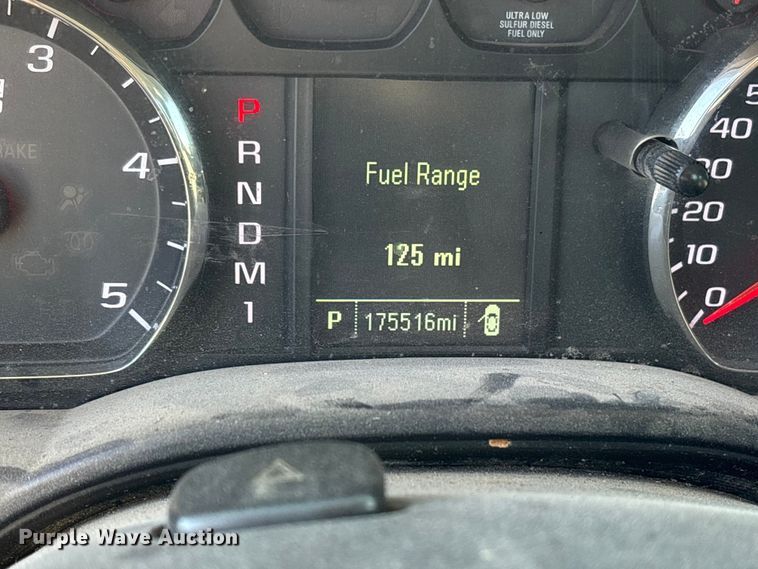 ULTRA LOW
SULFUR DIESEL
FUEL ONLY
3
4
5
P
R
N
D
M
1
Fuel Range
125 mi
P 175516mi
40
20
10
0
Purple Wave Auction